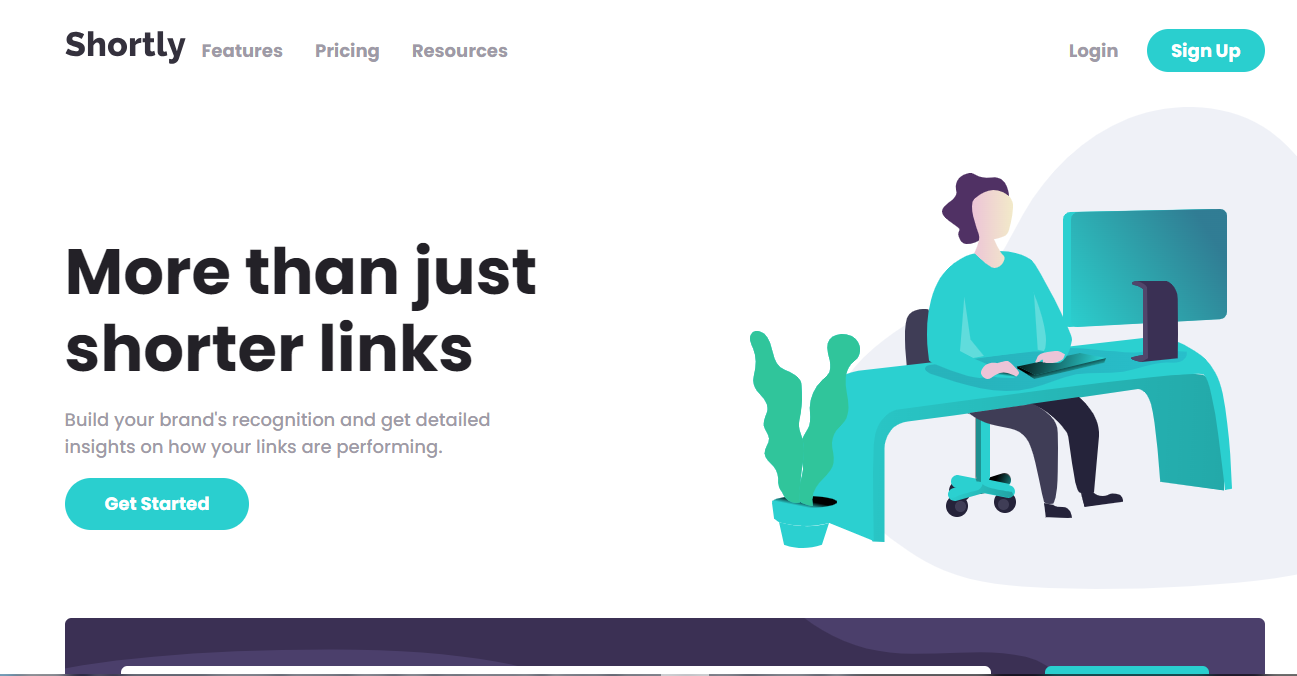 Shortly Features Pricing Resources Login Sign Up
More than just
shorter links
Build your brand's recognition and get detailed
insights on how your links are performing.
Get Started